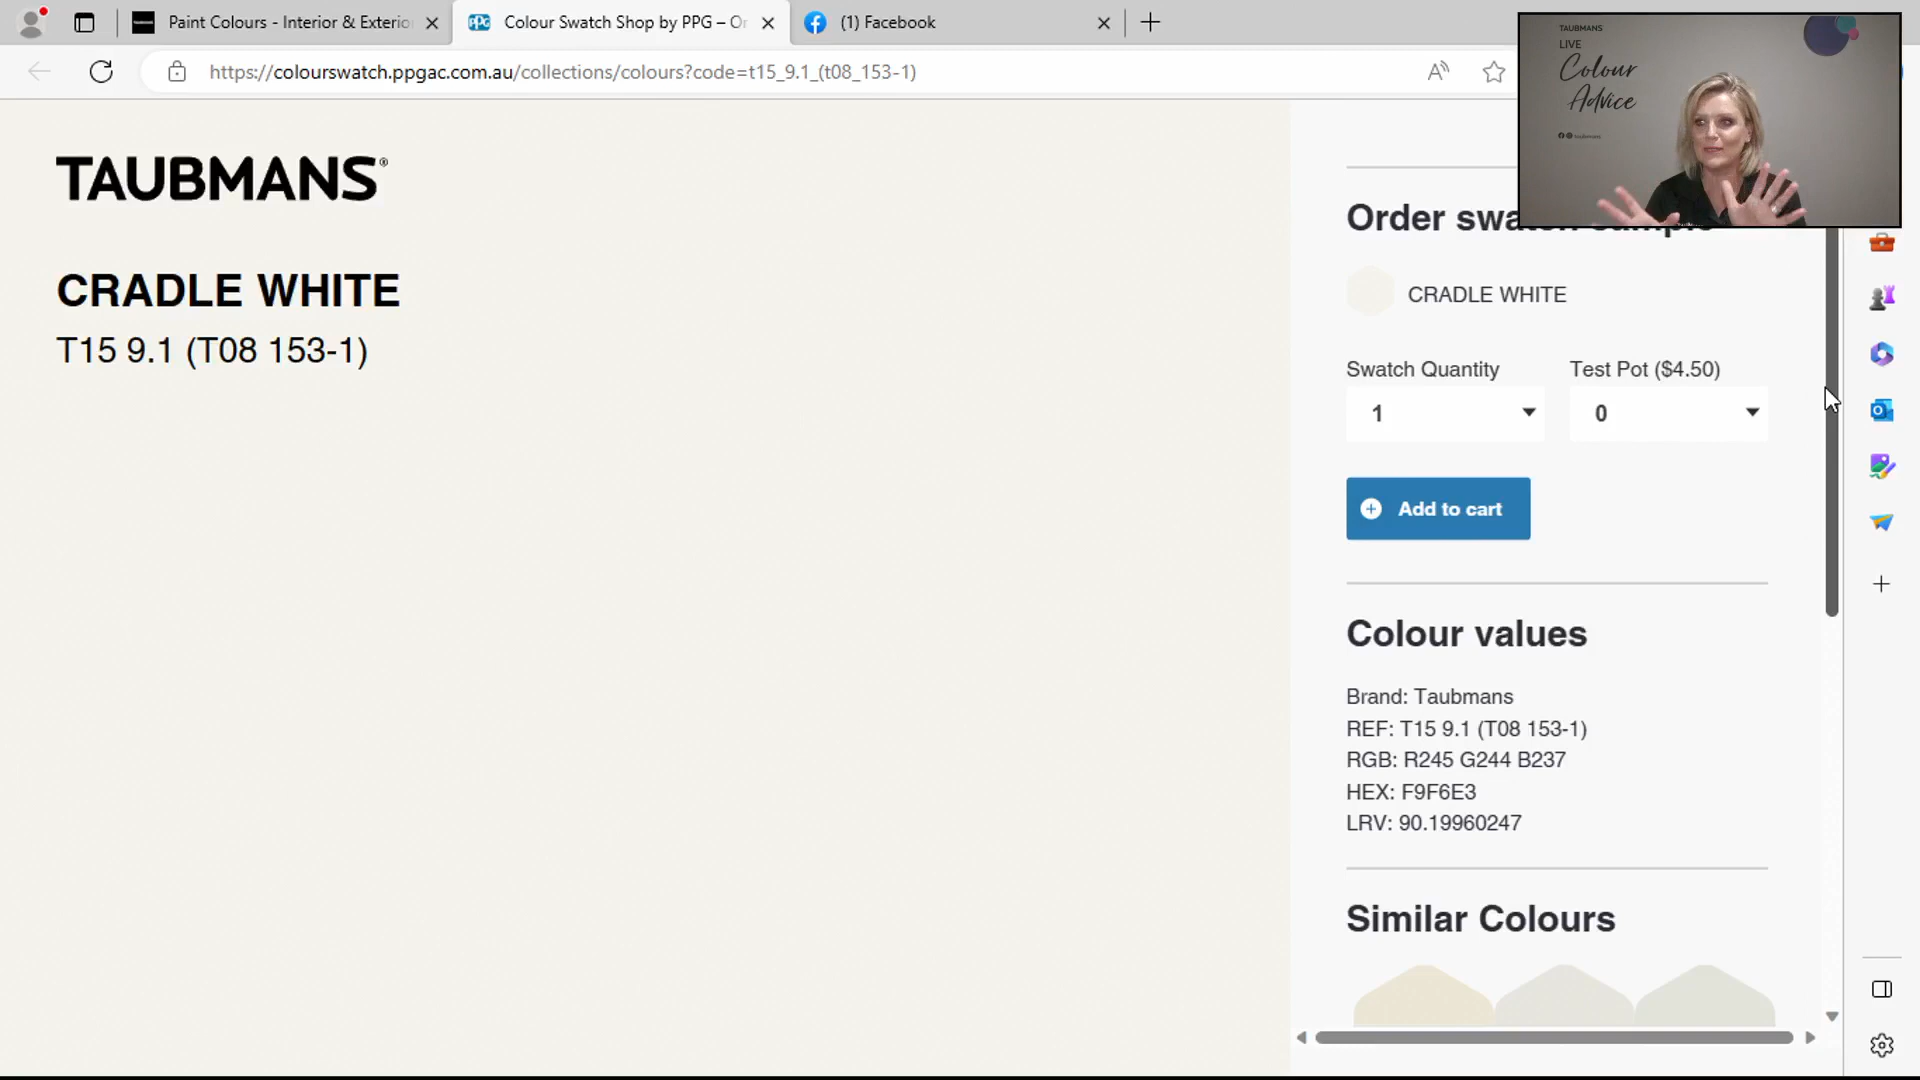 Paint Colours - Interior & Exterio
Colour Swatch Shop by PPG – Or
(1) Facebook
https://colourswatch.ppgac.com.au/collections/colours?code=t15_9.1_(t08_153-1)
TAUBMANS
LIVE
Colour
Advice
taubmans
TAUBMANS®
CRADLE WHITE
T15 9.1 (T08 153-1)
Order swatch sample
CRADLE WHITE
Swatch Quantity
Test Pot ($4.50)
1
0
Add to cart
Colour values
Brand: Taubmans
REF: T15 9.1 (T08 153-1)
RGB: R245 G244 B237
HEX: F9F6E3
LRV: 90.19960247
Similar Colours